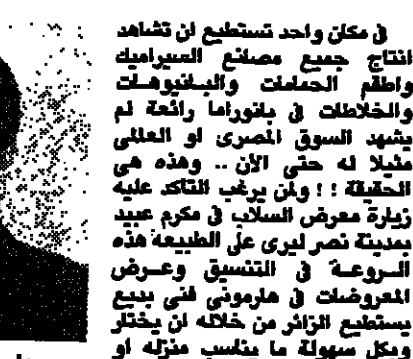 فى مكان واحد تستطيع ان تشاهد
انتاج جميع مصانع السيراميك
واطقم الحمامات والبانيوهات
والخلاطات فى بانوراما رائعة لم
يشهد السوق المصرى او العالمى
مثيلا له حتى الآن .. وهذه هى
الحقيقة ! ! ولمن يرغب التاكد عليه
زيارة معرض السلاب فى مكرم عبيد
بمدينة نصر ليرى على الطبيعه هذه
الروعة فى التنسيق وعرض
المعروضات فى هارمونى فنى بديع
يستطيع الزائر من خلاله ان يختار
وبكل سهولة ما يناسب منزله او